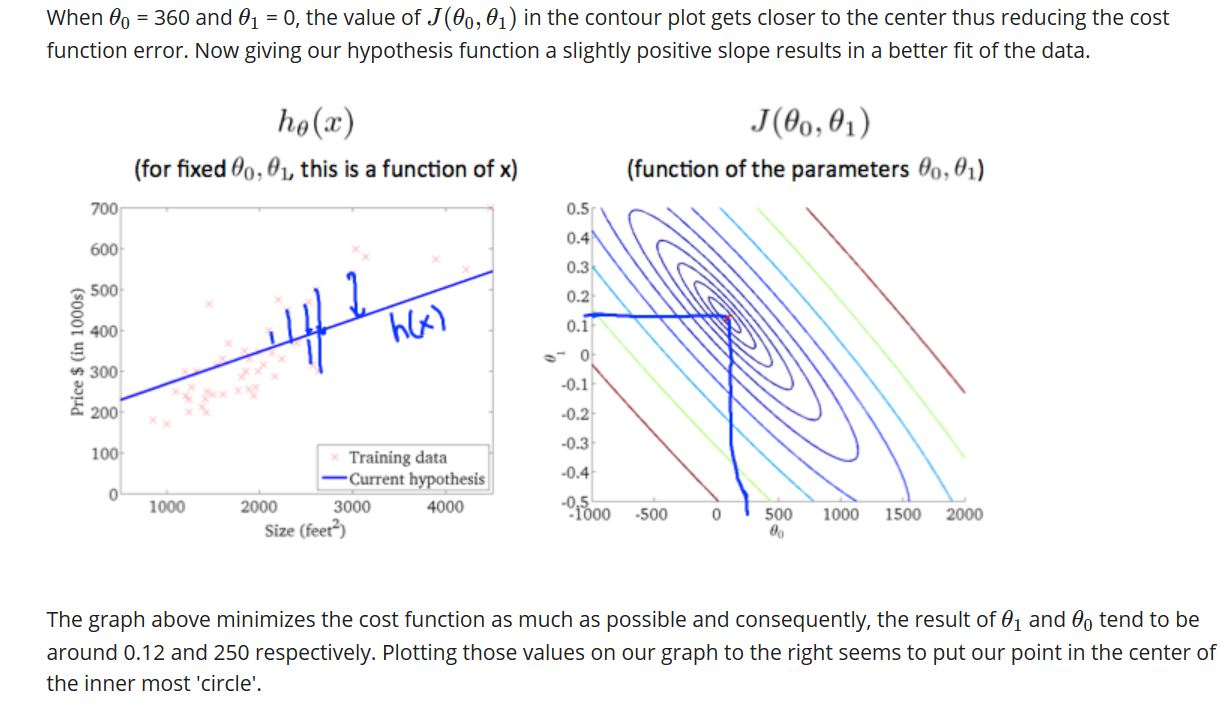 When θ₀ = 360 and θ₁ = 0, the value of J(θ₀, θ₁) in the contour plot gets closer to the center thus reducing the cost
function error. Now giving our hypothesis function a slightly positive slope results in a better fit of the data.
hθ(x)
(for fixed θ₀, θ₁, this is a function of x)
700
600
500
400
300
200
100
0
Price $ (in 1000s)
1000 2000 3000 4000
Size (feet²)
h(x)
Training data
Current hypothesis
J(θ₀, θ₁)
(function of the parameters θ₀, θ₁)
0.5
0.4
0.3
0.2
0.1
0
-0.1
-0.2
-0.3
-0.4
-0.5
θ₁
-1000 -500 0 500 1000 1500 2000
θ₀
The graph above minimizes the cost function as much as possible and consequently, the result of θ₁ and θ₀ tend to be
around 0.12 and 250 respectively. Plotting those values on our graph to the right seems to put our point in the center of
the inner most 'circle'.